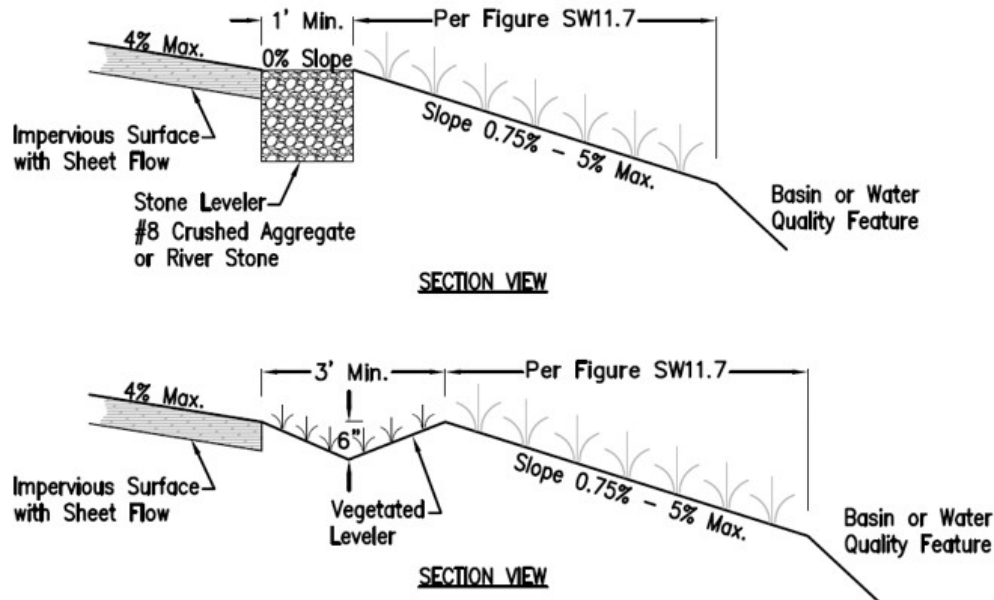 1' Min.
Per Figure SW11.7
4% Max.
0% Slope
Impervious Surface
with Sheet Flow
Slope 0.75% - 5% Max.
Stone Leveler
#8 Crushed Aggregate
or River Stone
Basin or Water
Quality Feature
SECTION VIEW
3' Min.
Per Figure SW11.7
4% Max.
6"
Impervious Surface
with Sheet Flow
Vegetated
Leveler
Slope 0.75% - 5% Max.
Basin or Water
Quality Feature
SECTION VIEW